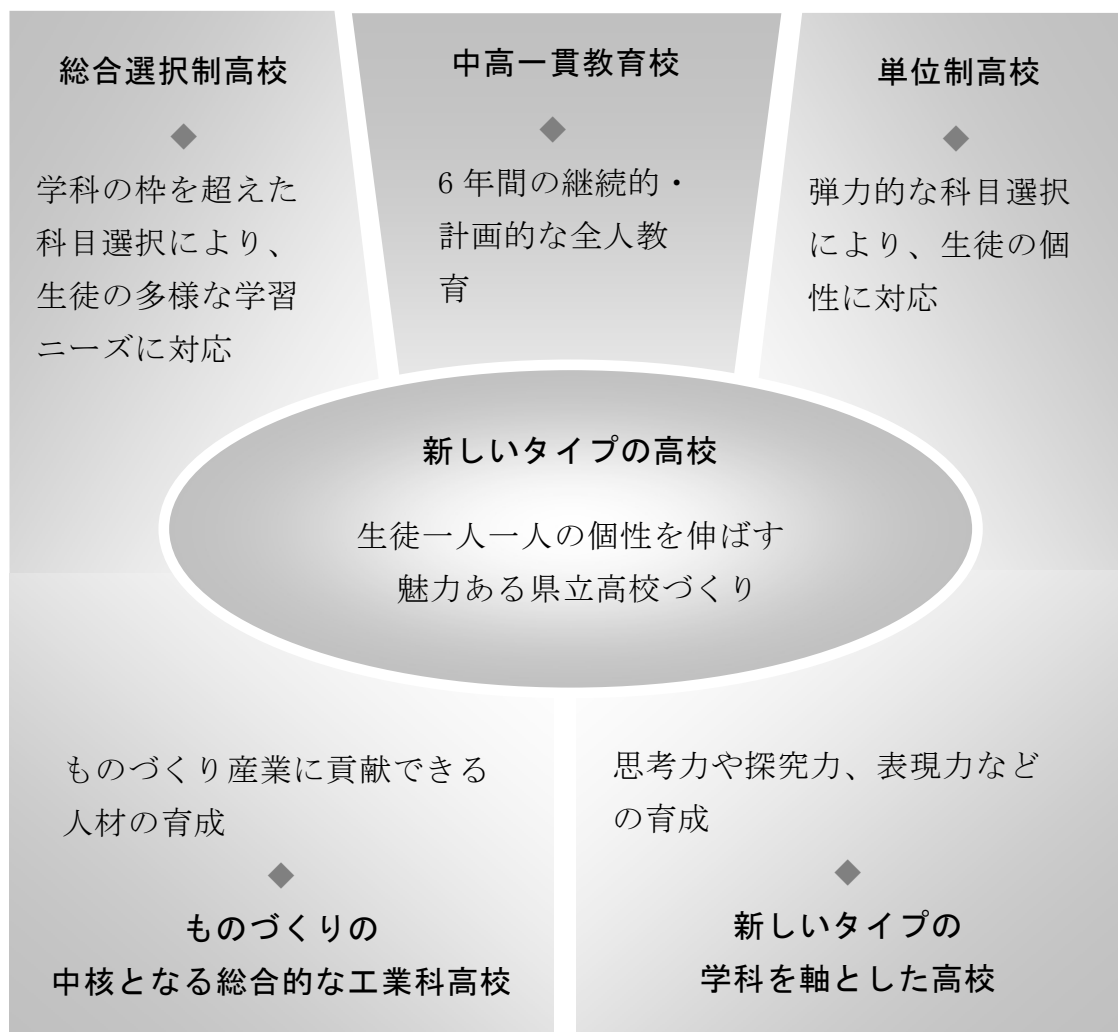 総合選択制高校
◆
学科の枠を超えた
科目選択により、
生徒の多様な学習
ニーズに対応
中高一貫教育校
◆
6 年間の継続的・
計画的な全人教
育
単位制高校
◆
弾力的な科目選択
により、生徒の個
性に対応
新しいタイプの高校
生徒一人一人の個性を伸ばす
魅力ある県立高校づくり
ものづくり産業に貢献できる
人材の育成
◆
ものづくりの
中核となる総合的な工業科高校
思考力や探究力、表現力など
の育成
◆
新しいタイプの
学科を軸とした高校